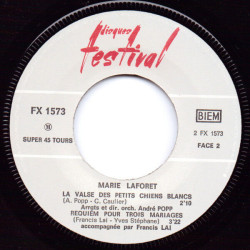 disques
festival
FX 1573
BIEM
SUPER 45 TOURS
2 FX 1573
FACE 2
MARIE LAFORET
LA VALSE DES PETITS CHIENS BLANCS
(A. Popp - C. Caulier) 2'10
Arrgts et dir. orch. André POPP
REQUIEM POUR TROIS MARIAGES
(Francis Lai - Yves Stéphane) 3'22
accompagnée par Francis LAI